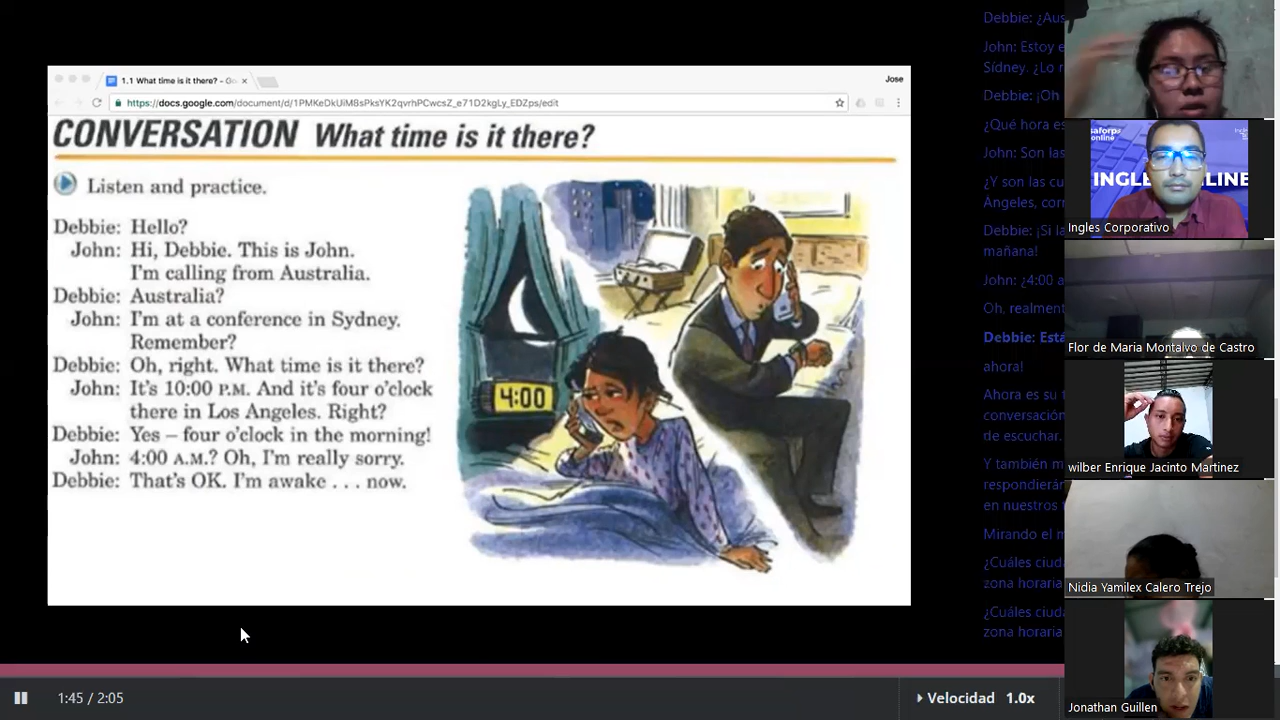 1.1 What time is it there? - G
Jose
https://docs.google.com/document/d/1PMKeDkUiM8sPksYK2qvrhPCwcsZ_e71D2kgLy_EDZps/edit
CONVERSATION What time is it there?
Listen and practice.
Debbie: Hello?
John: Hi, Debbie. This is John.
I'm calling from Australia.
Debbie: Australia?
John: I'm at a conference in Sydney.
Remember?
Debbie: Oh, right. What time is it there?
John: It's 10:00 P.M. And it's four o'clock
there in Los Angeles. Right?
Debbie: Yes – four o'clock in the morning!
John: 4:00 A.M.? Oh, I'm really sorry.
Debbie: That's OK. I'm awake . . . now.
4:00
Debbie: ¿Aus
John: Estoy e
Sídney. ¿Lo r
Debbie: ¡Oh
¿Qué hora es
John: Son las
¿Y son las cu
Ángeles, corr
Debbie: ¡Si la
mañana!
John: ¿4:00 a
Oh, realment
Debbie: Está
ahora!
Ahora es su t
conversación
de escuchar.
Y también m
responderán
en nuestros
Mirando el m
¿Cuáles ciud
zona horaria
¿Cuáles ciud
zona horaria
saforp
online
INGL LINE
Ingles Corporativo
Flor de Maria Montalvo de Castro
wilber Enrique Jacinto Martinez
Nidia Yamilex Calero Trejo
Jonathan Guillen
1:45 / 2:05
Velocidad 1.0x